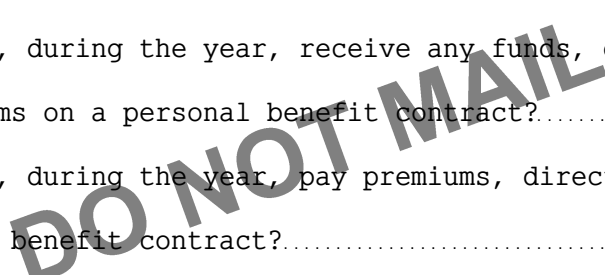 , during the year, receive any funds,
ms on a personal benefit contract?
, during the year, pay premiums, direc
benefit contract?
DO NOT MAIL